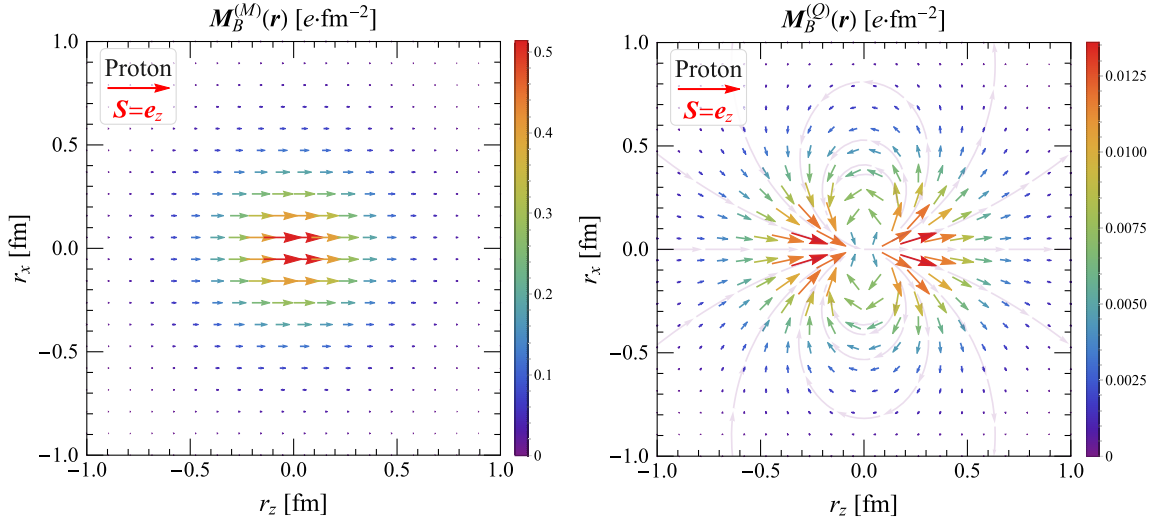 M_B^(M)(r) [e·fm⁻²]
Proton
S=e_z
1.0
0.5
0.0
−0.5
−1.0
r_x [fm]
−1.0 −0.5 0.0 0.5 1.0
r_z [fm]
0.5
0.4
0.3
0.2
0.1
0
M_B^(Q)(r) [e·fm⁻²]
Proton
S=e_z
1.0
0.5
0.0
−0.5
−1.0
r_x [fm]
−1.0 −0.5 0.0 0.5 1.0
r_z [fm]
0.0125
0.0100
0.0075
0.0050
0.0025
0